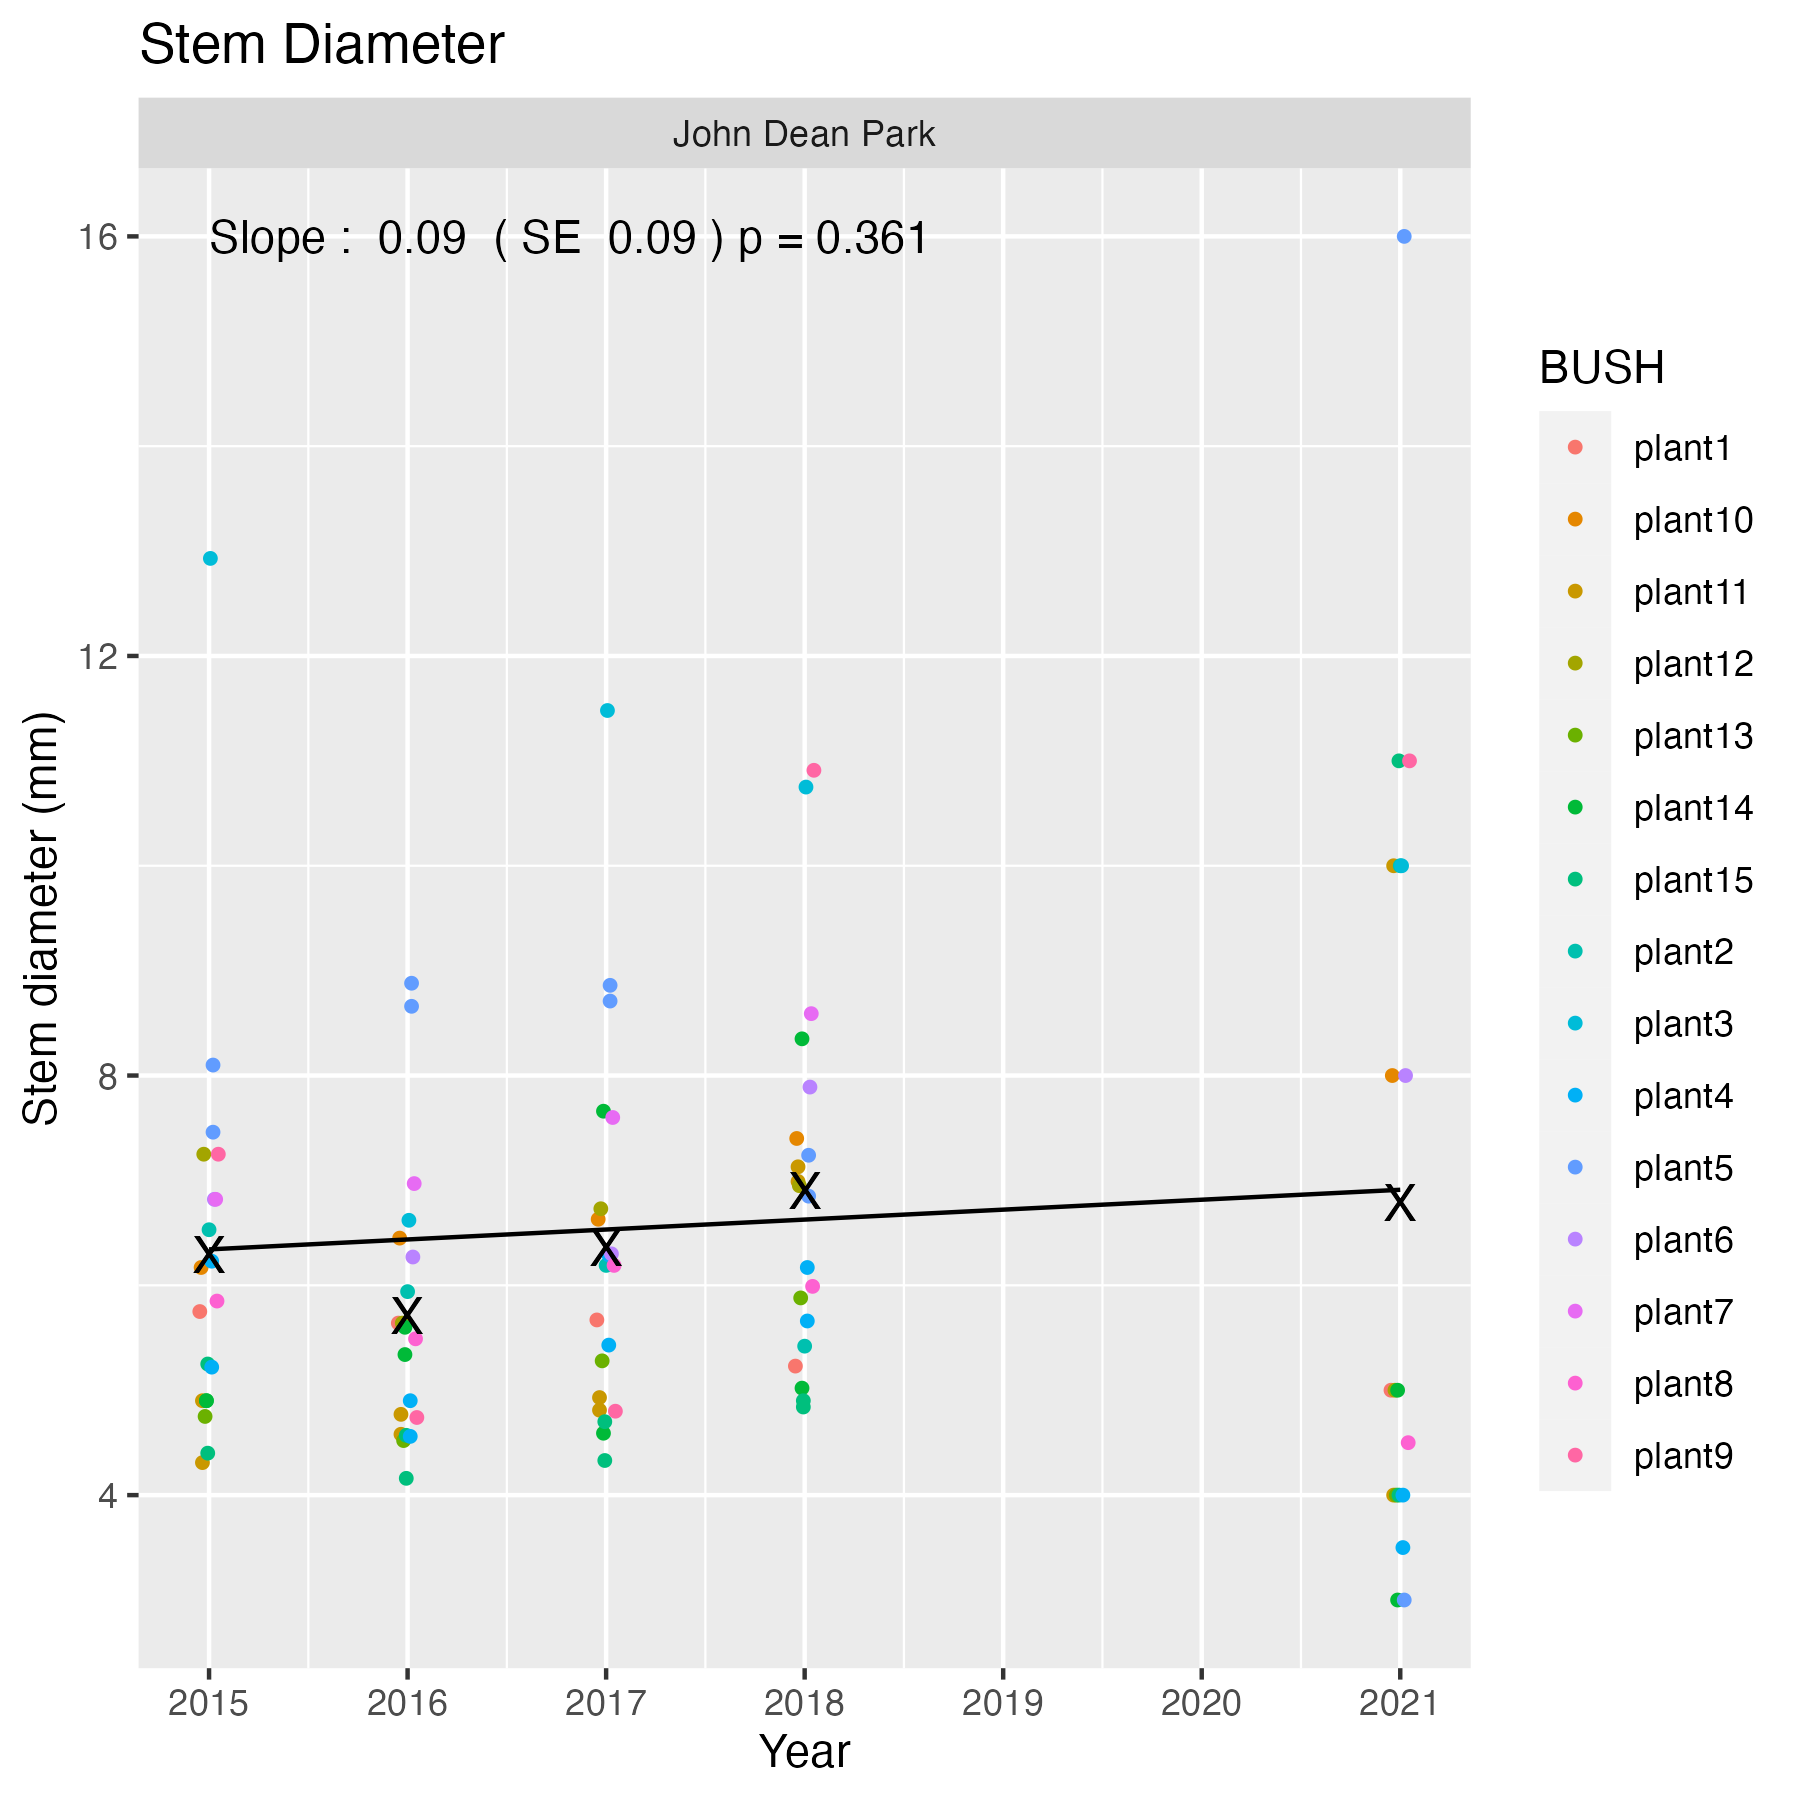 Stem Diameter
John Dean Park
Slope : 0.09 ( SE 0.09 ) p = 0.361
16
12
8
4
Stem diameter (mm)
2015 2016 2017 2018 2019 2020 2021
Year
BUSH
plant1
plant10
plant11
plant12
plant13
plant14
plant15
plant2
plant3
plant4
plant5
plant6
plant7
plant8
plant9
X
X
X
X
X